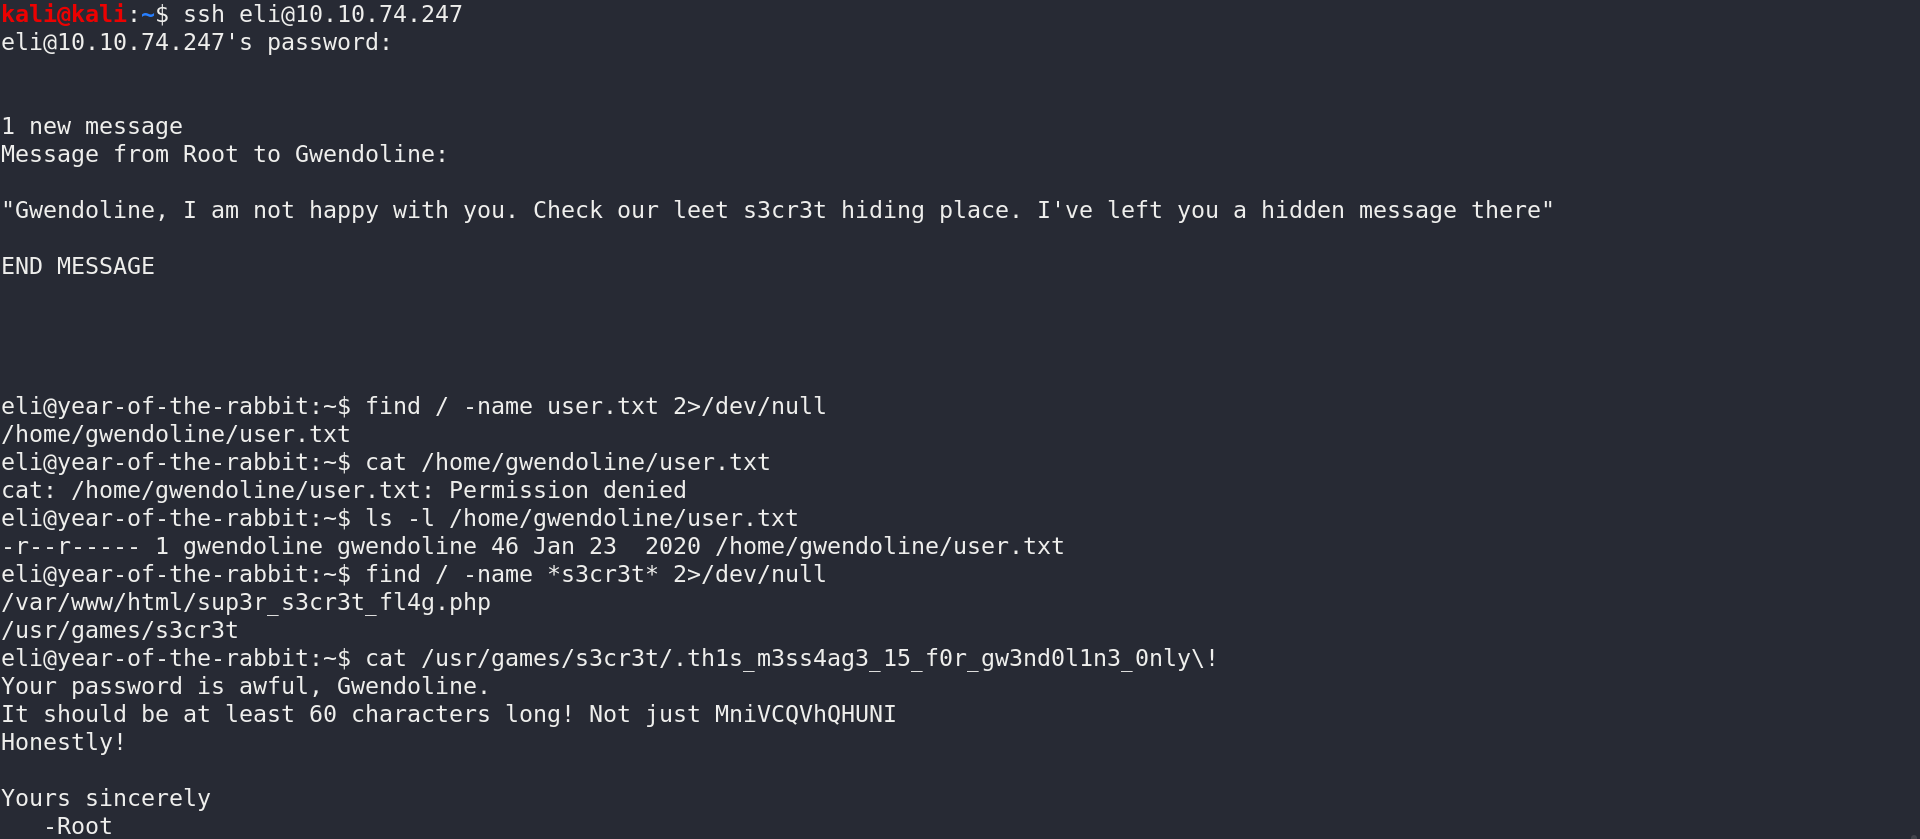 kali@kali:~$ ssh eli@10.10.74.247
eli@10.10.74.247's password:
1 new message
Message from Root to Gwendoline:
"Gwendoline, I am not happy with you. Check our leet s3cr3t hiding place. I've left you a hidden message there"
END MESSAGE
eli@year-of-the-rabbit:~$ find / -name user.txt 2>/dev/null
/home/gwendoline/user.txt
eli@year-of-the-rabbit:~$ cat /home/gwendoline/user.txt
cat: /home/gwendoline/user.txt: Permission denied
eli@year-of-the-rabbit:~$ ls -l /home/gwendoline/user.txt
-r--r----- 1 gwendoline gwendoline 46 Jan 23  2020 /home/gwendoline/user.txt
eli@year-of-the-rabbit:~$ find / -name *s3cr3t* 2>/dev/null
/var/www/html/sup3r_s3cr3t_fl4g.php
/usr/games/s3cr3t
eli@year-of-the-rabbit:~$ cat /usr/games/s3cr3t/.th1s_m3ss4ag3_15_f0r_gw3nd0l1n3_0nly\!
Your password is awful, Gwendoline.
It should be at least 60 characters long! Not just MniVCQVhQHUNI
Honestly!
Yours sincerely
   -Root